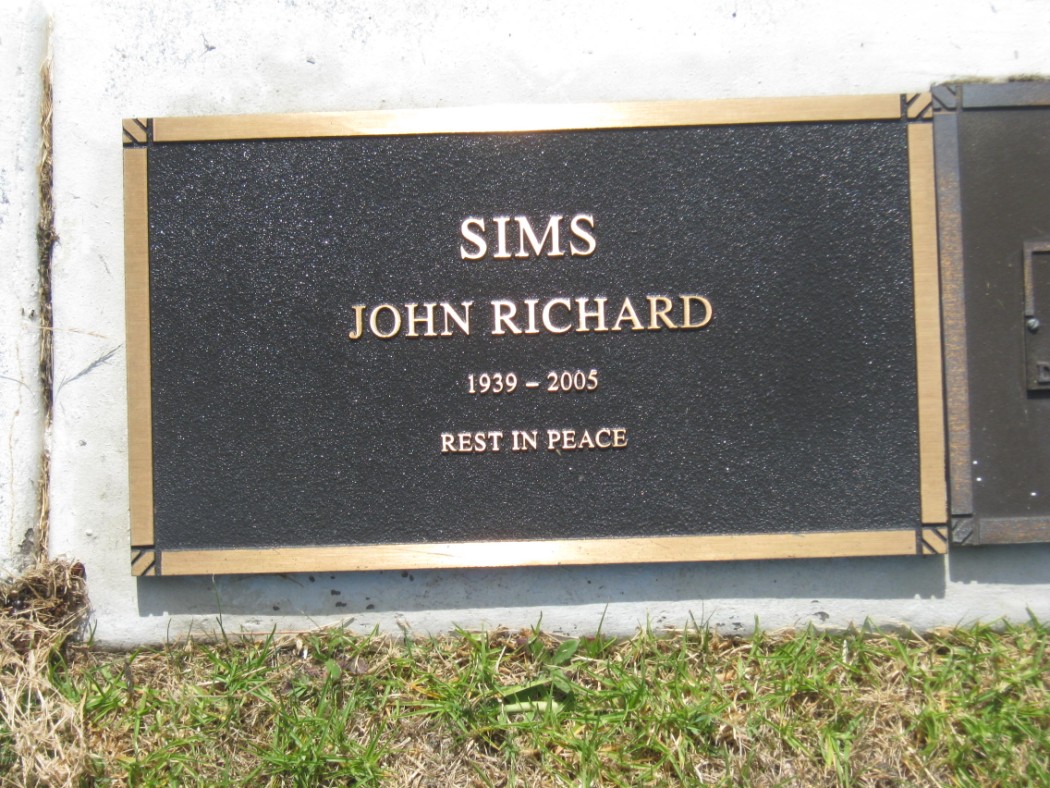 SIMS
JOHN RICHARD
1939 – 2005
REST IN PEACE